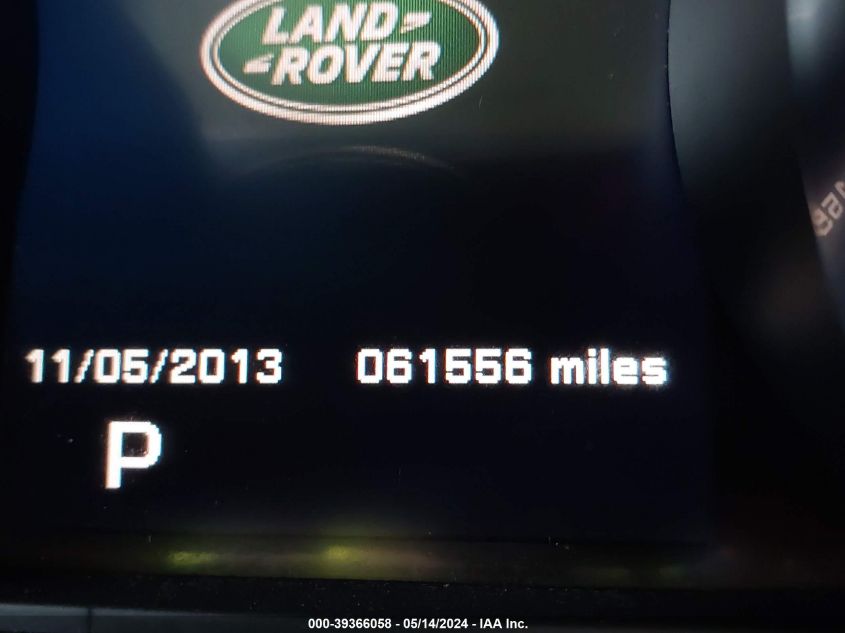 LAND
ROVER
11/05/2013 061556 miles
P
000-39366058 - 05/14/2024 - IAA Inc.